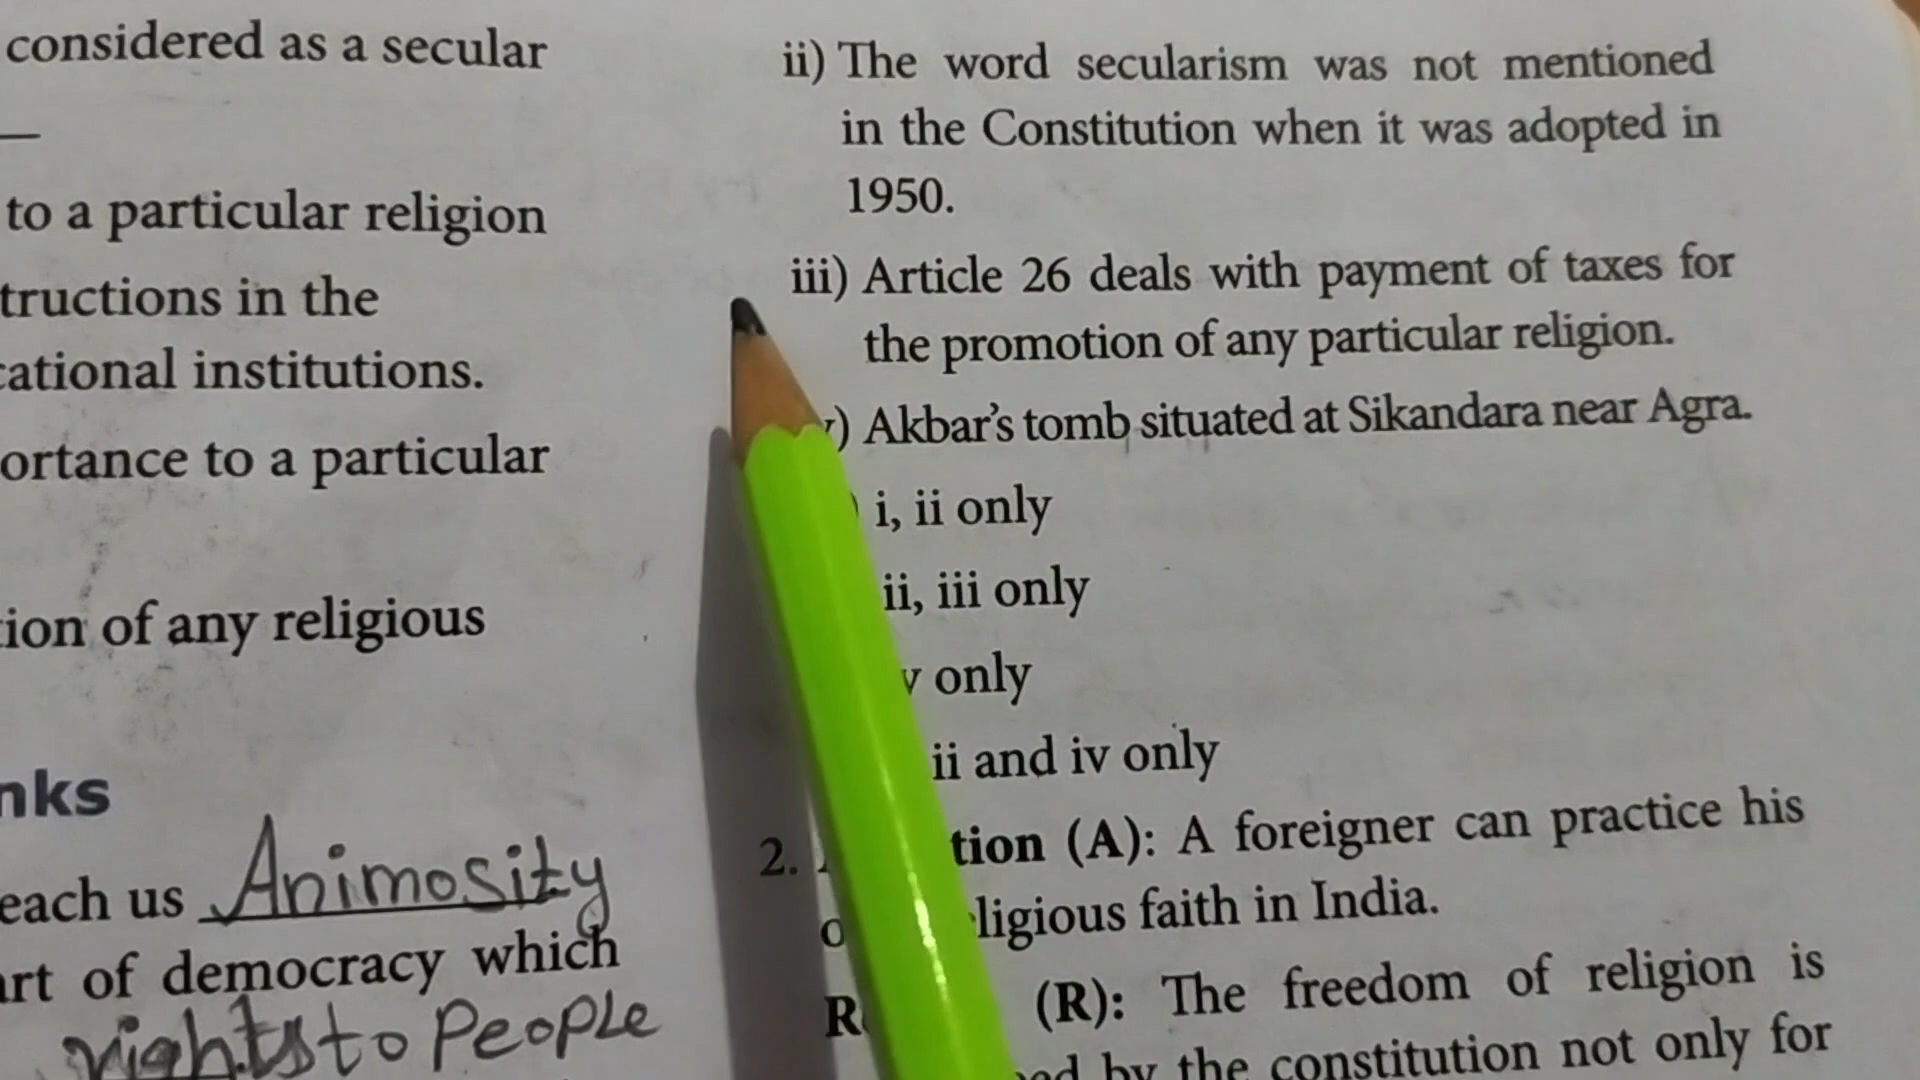 considered as a secular
to a particular religion
tructions in the
cational institutions.
ortance to a particular
ion of any religious
nks
each us Animosity
art of democracy which
rights to People
ii) The word secularism was not mentioned
in the Constitution when it was adopted in
1950.
iii) Article 26 deals with payment of taxes for
the promotion of any particular religion.
) Akbar's tomb situated at Sikandara near Agra.
i, ii only
ii, iii only
v only
ii and iv only
2. tion (A): A foreigner can practice his
ligious faith in India.
(R): The freedom of religion is
by the constitution not only for